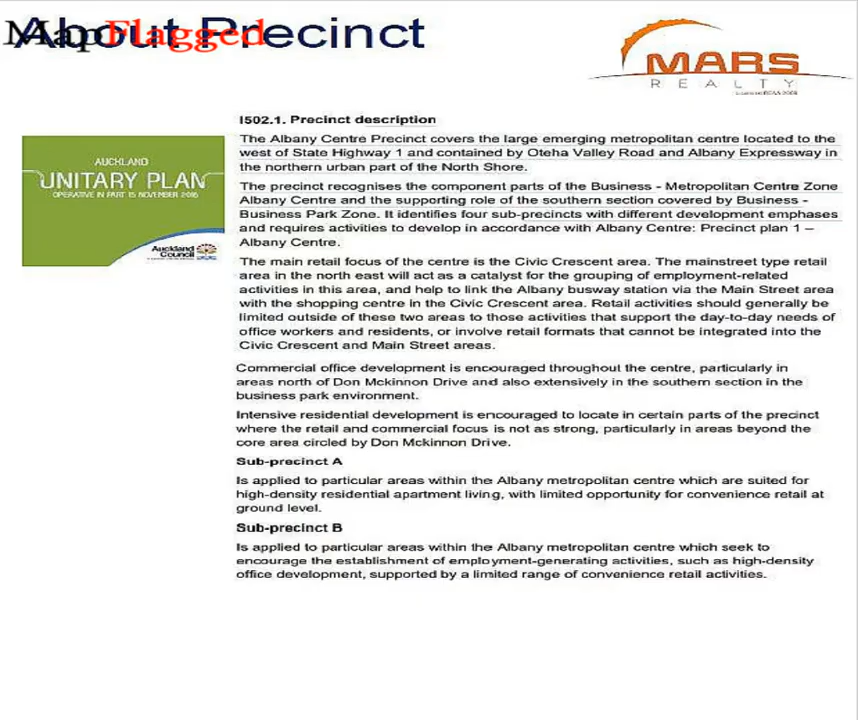 About Precinct
MapFlagged
MARS
REALTY
I502.1. Precinct description
AUCKLAND
UNITARY PLAN
OPERATIVE IN PART 15 NOVEMBER 2016
Auckland
Council
The Albany Centre Precinct covers the large emerging metropolitan centre located to the
west of State Highway 1 and contained by Oteha Valley Road and Albany Expressway in
the northern urban part of the North Shore.
The precinct recognises the component parts of the Business - Metropolitan Centre Zone
Albany Centre and the supporting role of the southern section covered by Business -
Business Park Zone. It identifies four sub-precincts with different development emphases
and requires activities to develop in accordance with Albany Centre: Precinct plan 1 –
Albany Centre.
The main retail focus of the centre is the Civic Crescent area. The mainstreet type retail
area in the north east will act as a catalyst for the grouping of employment-related
activities in this area, and help to link the Albany busway station via the Main Street area
with the shopping centre in the Civic Crescent area. Retail activities should generally be
limited outside of these two areas to those activities that support the day-to-day needs of
office workers and residents, or involve retail formats that cannot be integrated into the
Civic Crescent and Main Street areas.
Commercial office development is encouraged throughout the centre, particularly in
areas north of Don Mckinnon Drive and also extensively in the southern section in the
business park environment.
Intensive residential development is encouraged to locate in certain parts of the precinct
where the retail and commercial focus is not as strong, particularly in areas beyond the
core area circled by Don Mckinnon Drive.
Sub-precinct A
Is applied to particular areas within the Albany metropolitan centre which are suited for
high-density residential apartment living, with limited opportunity for convenience retail at
ground level.
Sub-precinct B
Is applied to particular areas within the Albany metropolitan centre which seek to
encourage the establishment of employment-generating activities, such as high-density
office development, supported by a limited range of convenience retail activities.